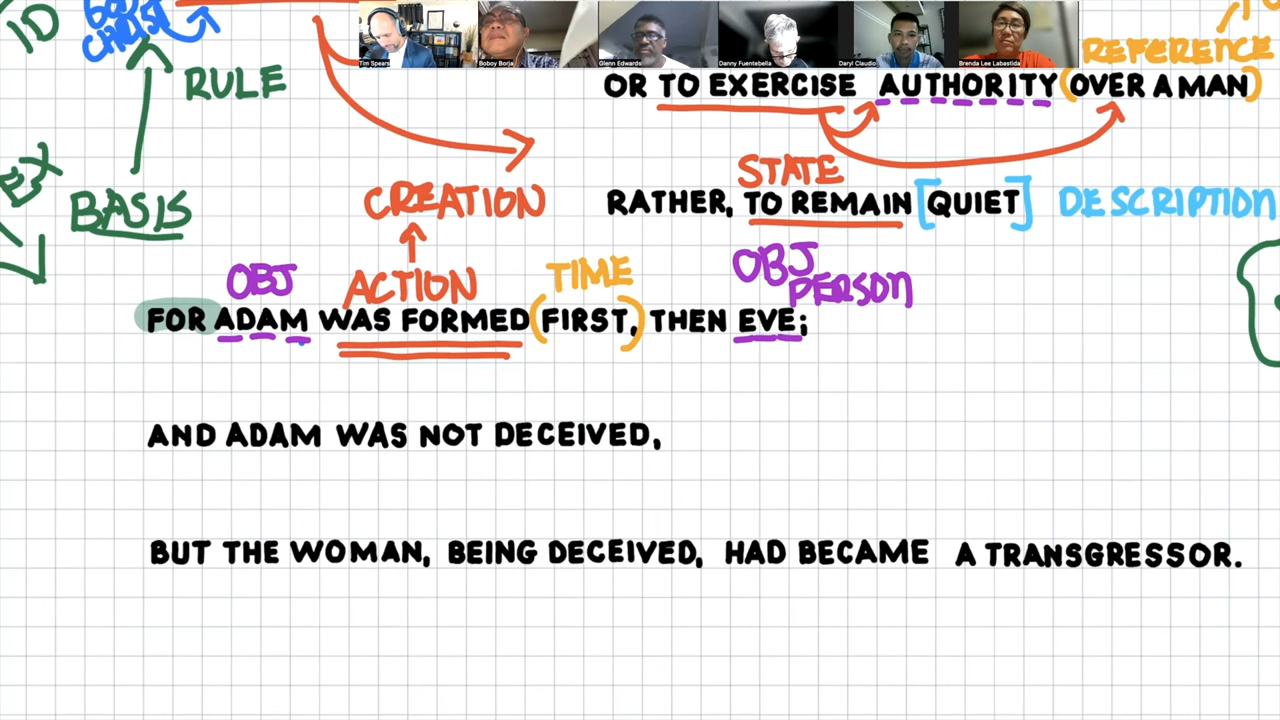 ID
GOD
CHRIST
RULE
Tim Spears
Boboy Borja
Glenn Edwards
Danny Fuentebella
Daryl Claudio
Brenda Lee Labastida
REFERENCE
OR TO EXERCISE AUTHORITY (OVER A MAN)
EX
BASIS
STATE
CREATION
RATHER, TO REMAIN [QUIET] DESCRIPTION
OBJ
ACTION
TIME
OBJ
PERSON
FOR ADAM WAS FORMED (FIRST,) THEN EVE;
AND ADAM WAS NOT DECEIVED,
BUT THE WOMAN, BEING DECEIVED, HAD BECAME A TRANSGRESSOR.